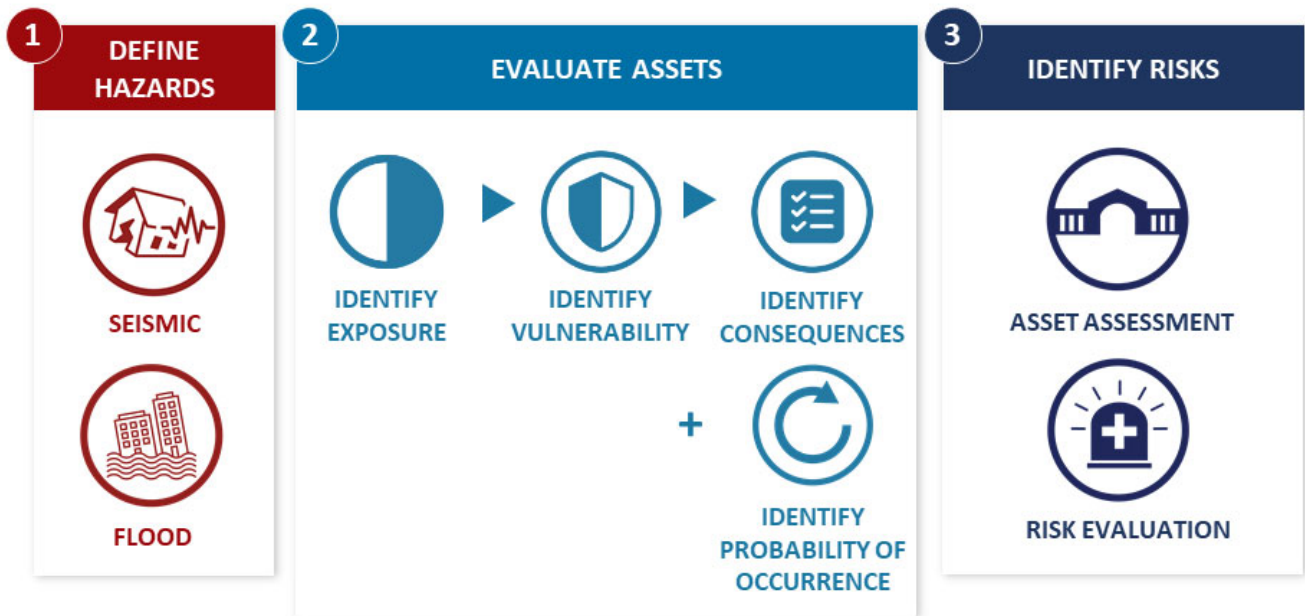 1
DEFINE
HAZARDS
SEISMIC
FLOOD
2
EVALUATE ASSETS
IDENTIFY
EXPOSURE
IDENTIFY
VULNERABILITY
IDENTIFY
CONSEQUENCES
+
IDENTIFY
PROBABILITY OF
OCCURRENCE
3
IDENTIFY RISKS
ASSET ASSESSMENT
RISK EVALUATION